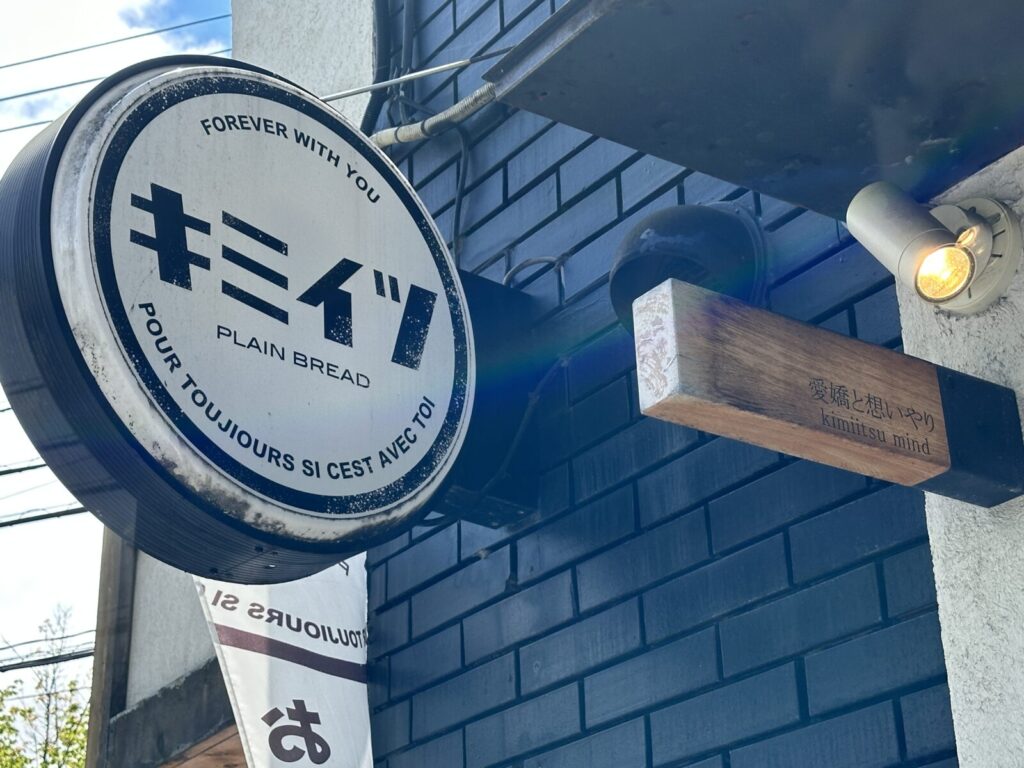 FOREVER WITH YOU
キミイツ
PLAIN BREAD
POUR TOUJIOURS SI CEST AVEC TOI
愛嬌と想いやり
kimiitsu mind
TOUJIOURS SI
お